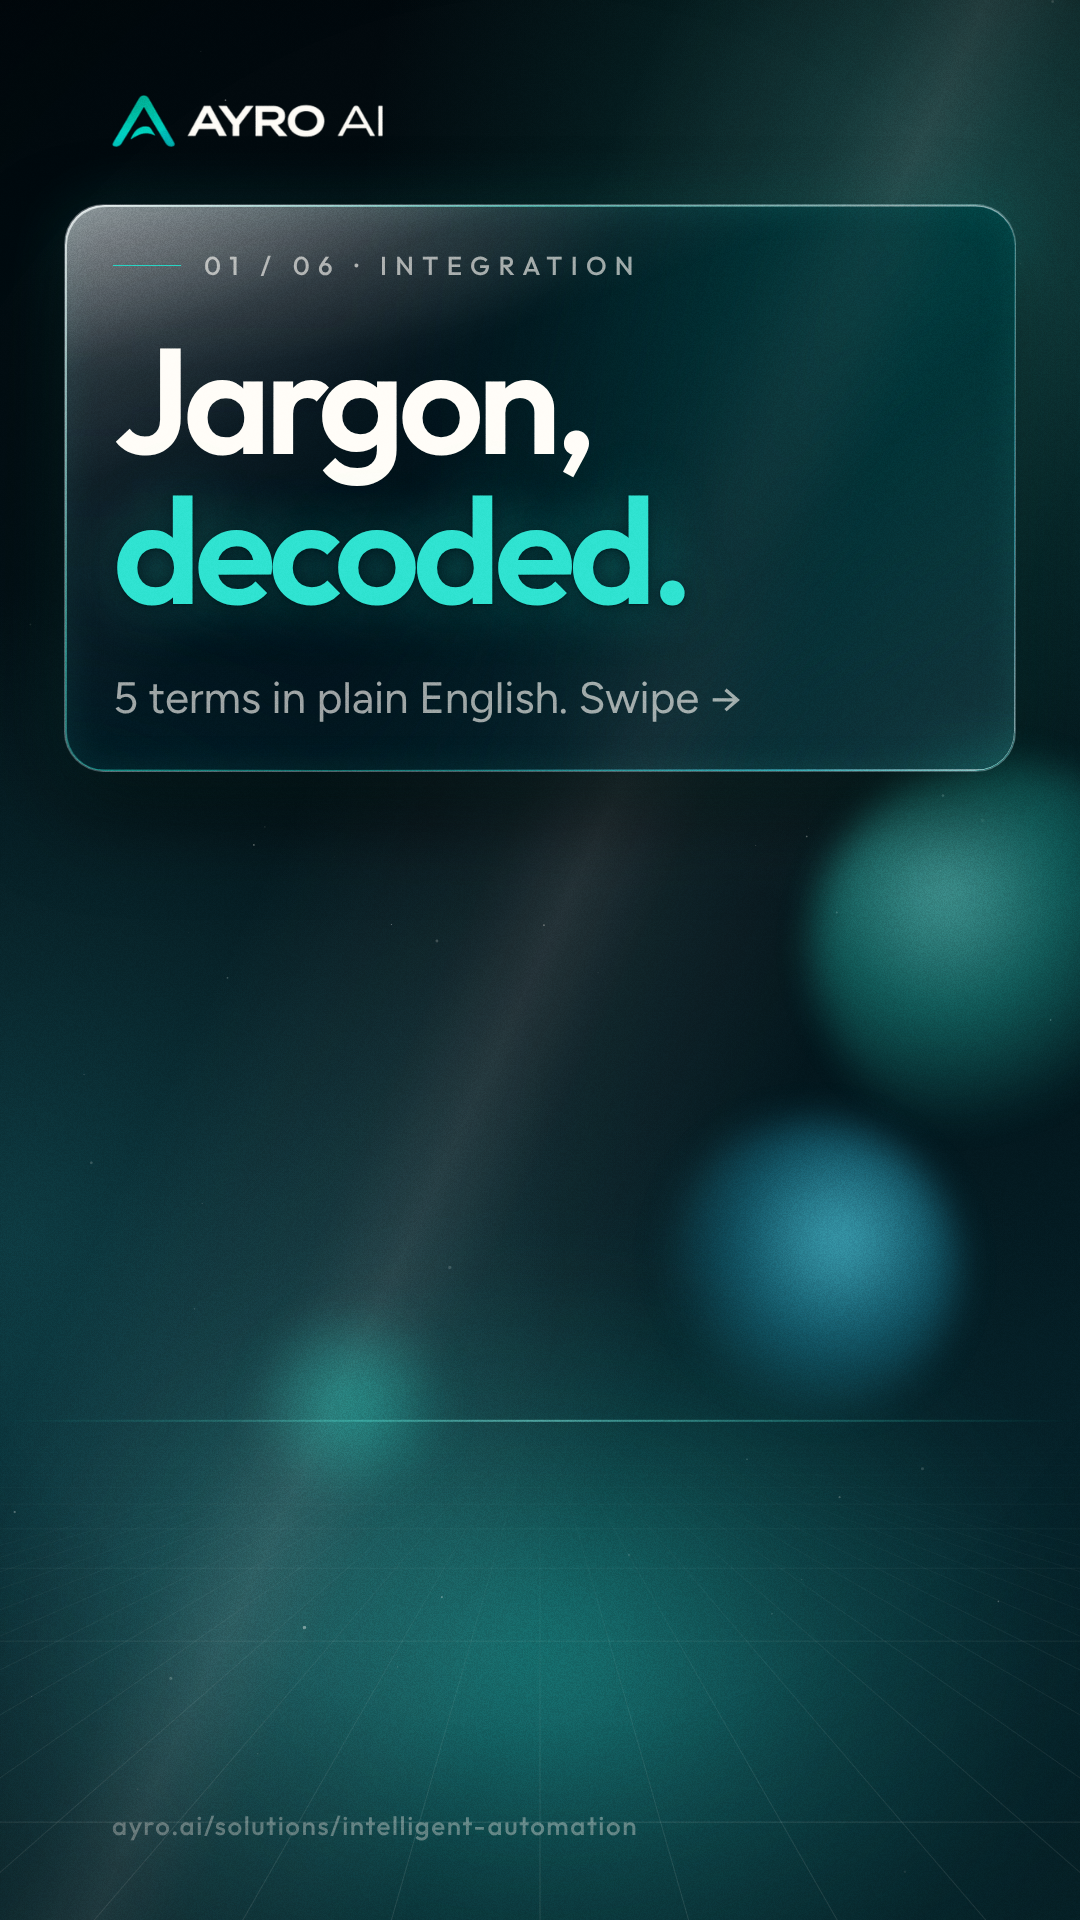 AYRO AI
01 / 06 · INTEGRATION
Jargon,
decoded.
5 terms in plain English. Swipe →
ayro.ai/solutions/intelligent-automation